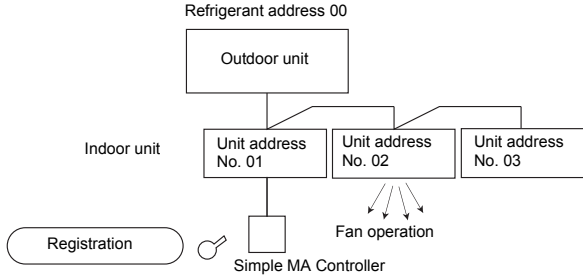 Refrigerant address 00
Outdoor unit
Indoor unit
Unit address
No. 01
Unit address
No. 02
Unit address
No. 03
Fan operation
Registration
Simple MA Controller